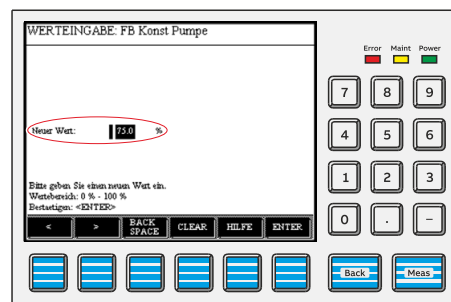 WERTEINGABE: FB Konst Pumpe
Error Maint Power
7 8 9
Neuer Wert: 75.0 %
4 5 6
Bitte geben Sie einen neuen Wert ein.
Wertebereich: 0 % - 100 %
Bestaetigen: <ENTER>
1 2 3
< > BACK SPACE CLEAR HILFE ENTER
0 . –
Back Meas